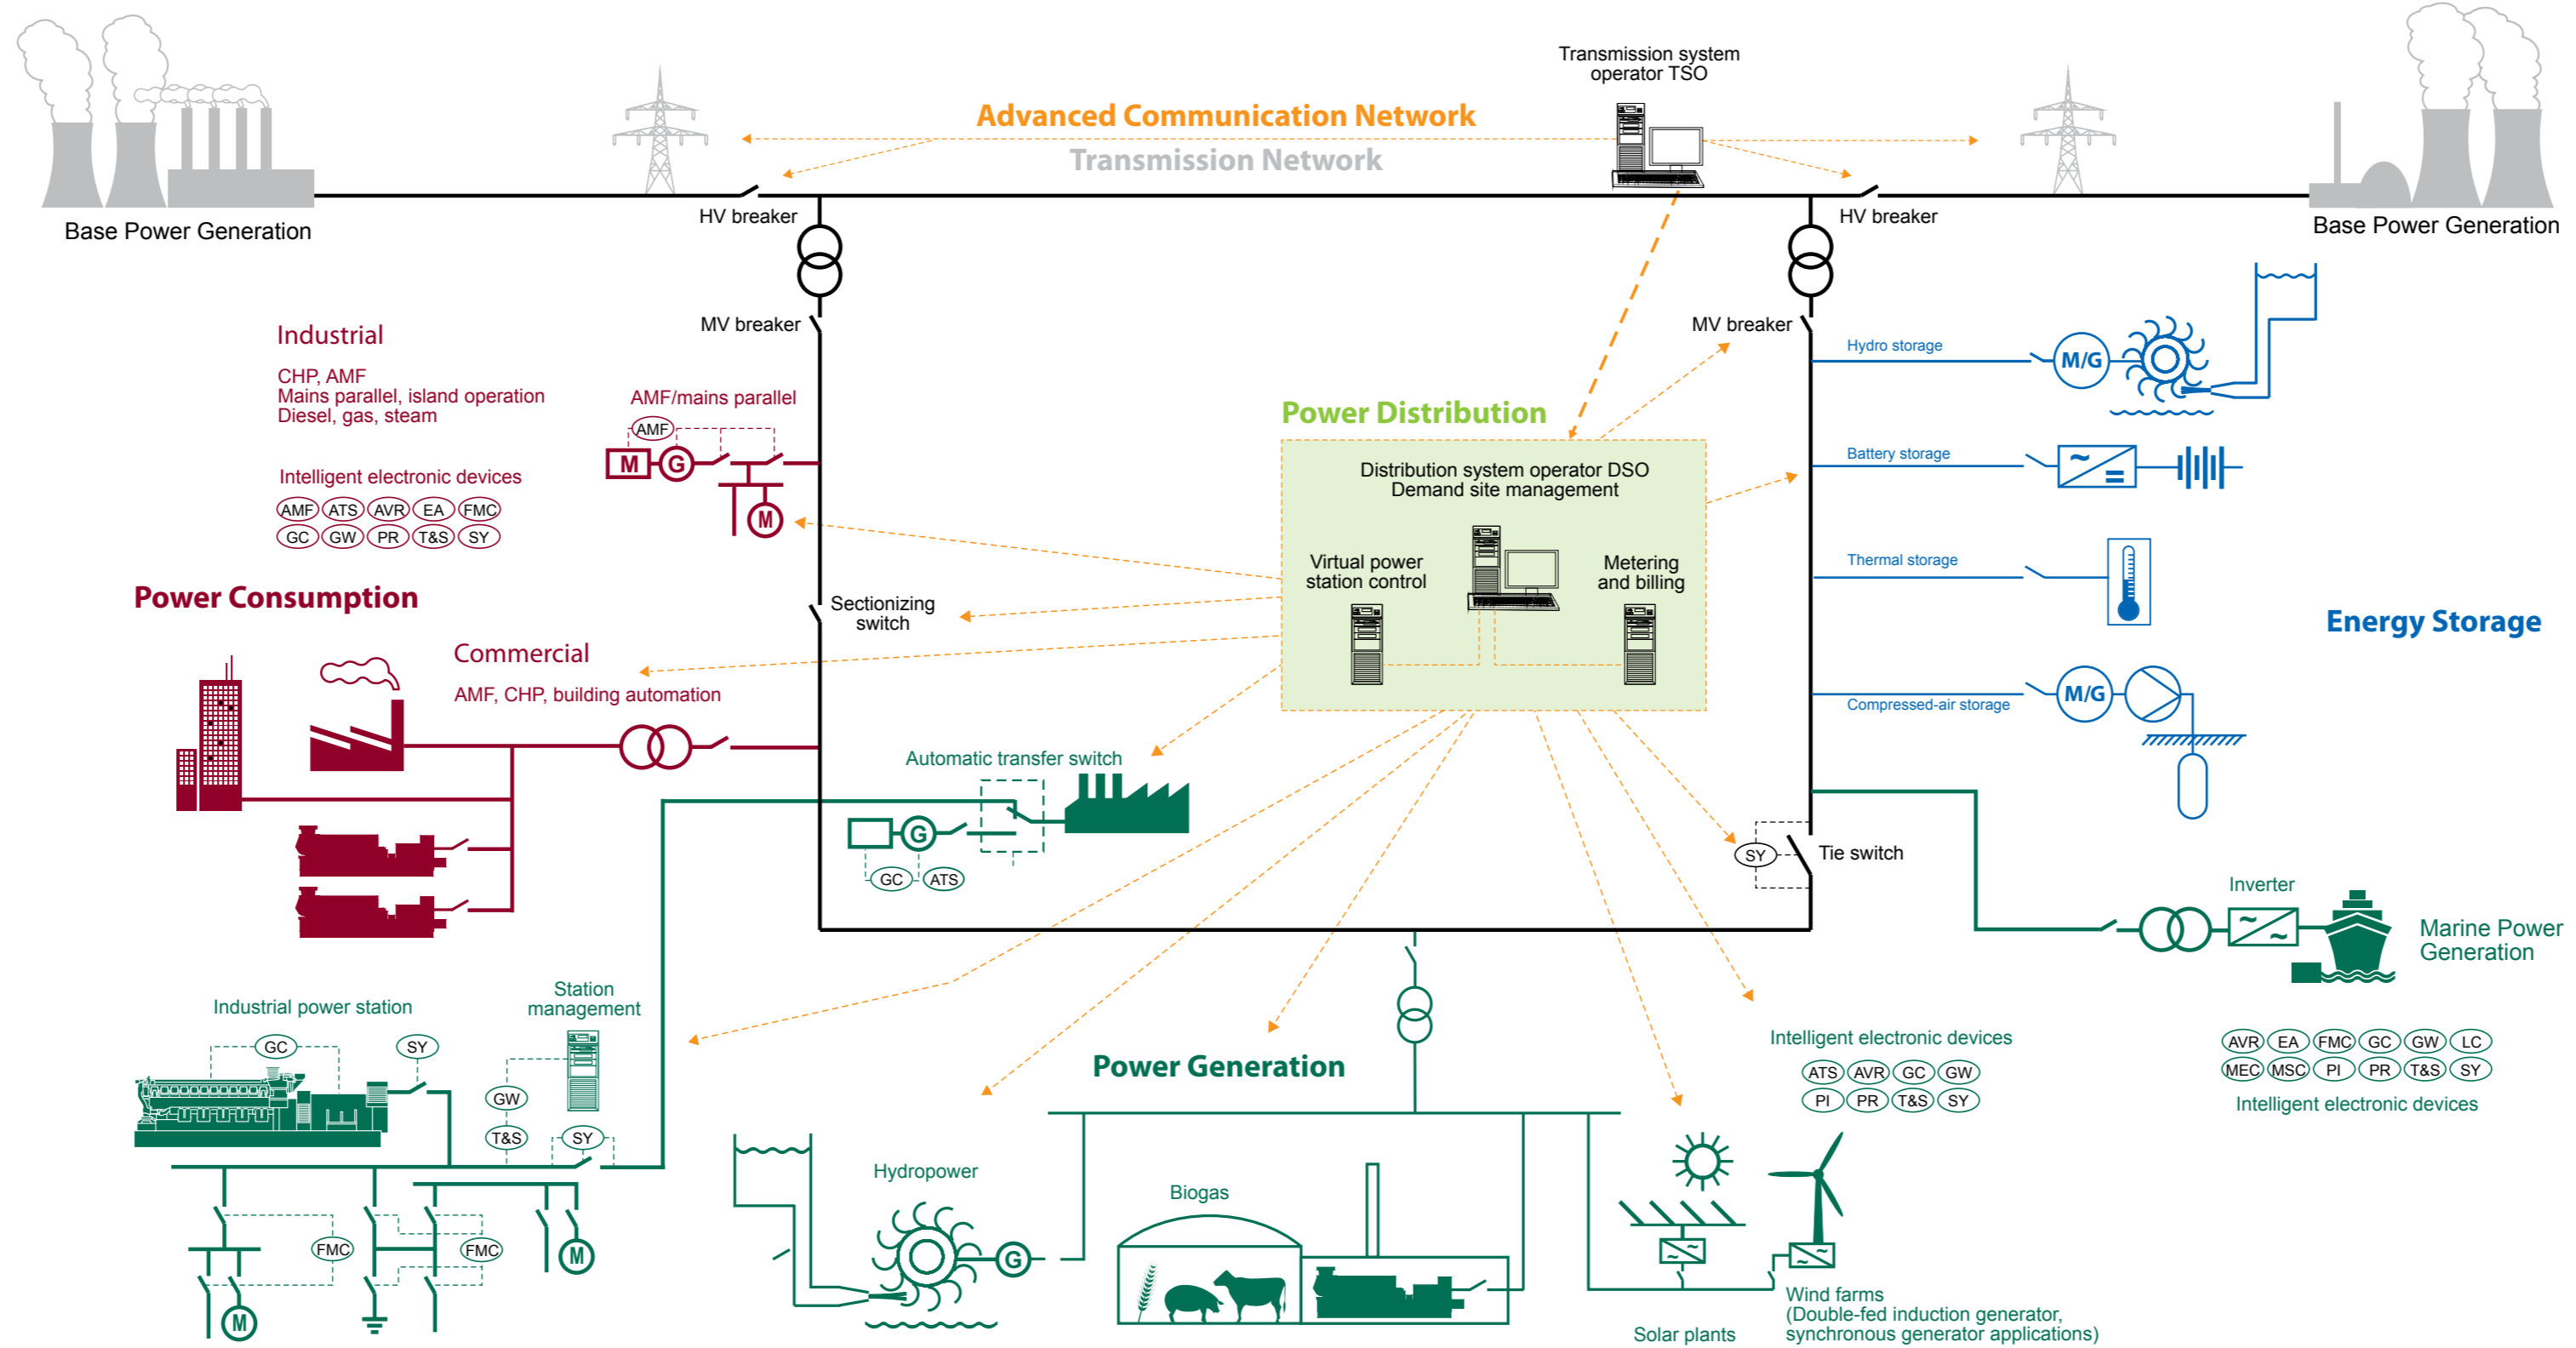 Transmission system
operator TSO
Advanced Communication Network
Transmission Network
Base Power Generation
HV breaker
HV breaker
Base Power Generation
MV breaker
MV breaker
Industrial
CHP, AMF
Mains parallel, island operation
Diesel, gas, steam
AMF/mains parallel
AMF
M
G
M
Intelligent electronic devices
AMF ATS AVR EA FMC
GC GW PR T&S SY
Power Consumption
Sectionizing
switch
Commercial
AMF, CHP, building automation
Power Distribution
Distribution system operator DSO
Demand site management
Virtual power
station control
Metering
and billing
Hydro storage
M/G
Battery storage
Thermal storage
Energy Storage
Compressed-air storage
M/G
Automatic transfer switch
G
GC
ATS
SY
Tie switch
Inverter
Marine Power
Generation
AVR EA FMC GC GW LC
MEC MSC PI PR T&S SY
Intelligent electronic devices
Industrial power station
GC
SY
Station
management
GW
T&S
SY
FMC
FMC
M
M
Power Generation
Hydropower
G
Biogas
Intelligent electronic devices
ATS AVR GC GW
PI PR T&S SY
Solar plants
Wind farms
(Double-fed induction generator,
synchronous generator applications)